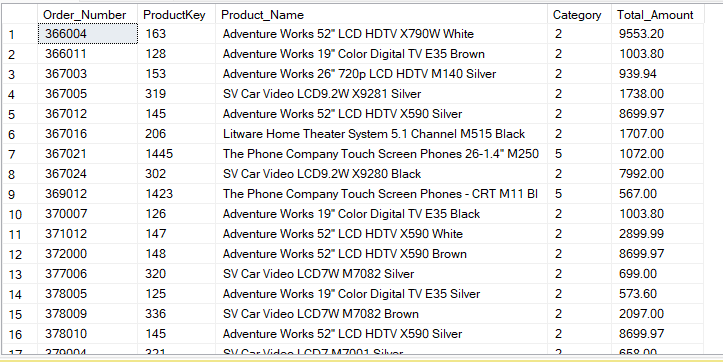 Order_Number ProductKey Product_Name Category Total_Amount
1 366004 163 Adventure Works 52" LCD HDTV X790W White 2 9553.20
2 366011 128 Adventure Works 19" Color Digital TV E35 Brown 2 1003.80
3 367003 153 Adventure Works 26" 720p LCD HDTV M140 Silver 2 939.94
4 367005 319 SV Car Video LCD9.2W X9281 Silver 2 1738.00
5 367012 145 Adventure Works 52" LCD HDTV X590 Silver 2 8699.97
6 367016 206 Litware Home Theater System 5.1 Channel M515 Black 2 1707.00
7 367021 1445 The Phone Company Touch Screen Phones 26-1.4" M250 5 1072.00
8 367024 302 SV Car Video LCD9.2W X9280 Black 2 7992.00
9 369012 1423 The Phone Company Touch Screen Phones - CRT M11 Bl 5 567.00
10 370007 126 Adventure Works 19" Color Digital TV E35 Black 2 1003.80
11 371012 147 Adventure Works 52" LCD HDTV X590 White 2 2899.99
12 372000 148 Adventure Works 52" LCD HDTV X590 Brown 2 8699.97
13 377006 320 SV Car Video LCD7W M7082 Silver 2 699.00
14 378005 125 Adventure Works 19" Color Digital TV E35 Silver 2 573.60
15 378009 336 SV Car Video LCD7W M7082 Brown 2 2097.00
16 378010 145 Adventure Works 52" LCD HDTV X590 Silver 2 8699.97
17 379004 321 SV Car Video LCD7 M7001 Silver 2 658.00